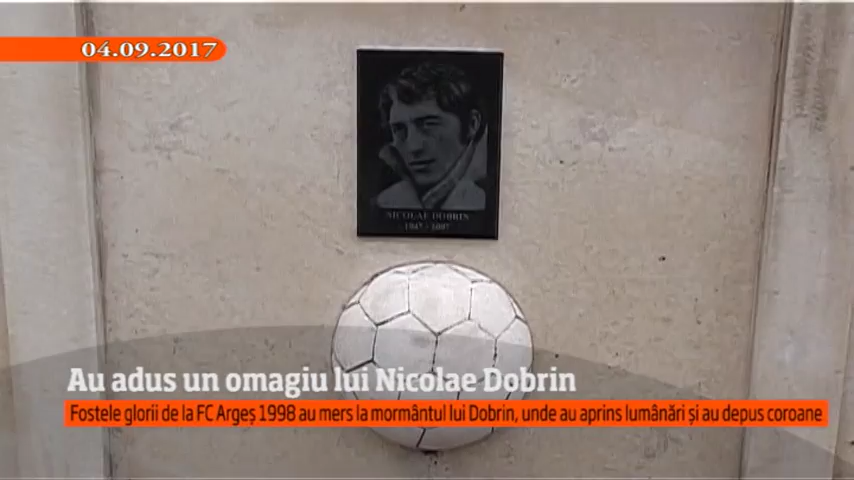 04.09.2017
NICOLAE DOBRIN
1947 - 2007
Au adus un omagiu lui Nicolae Dobrin
Fostele glorii de la FC Argeș 1998 au mers la mormântul lui Dobrin, unde au aprins lumânări și au depus coroane